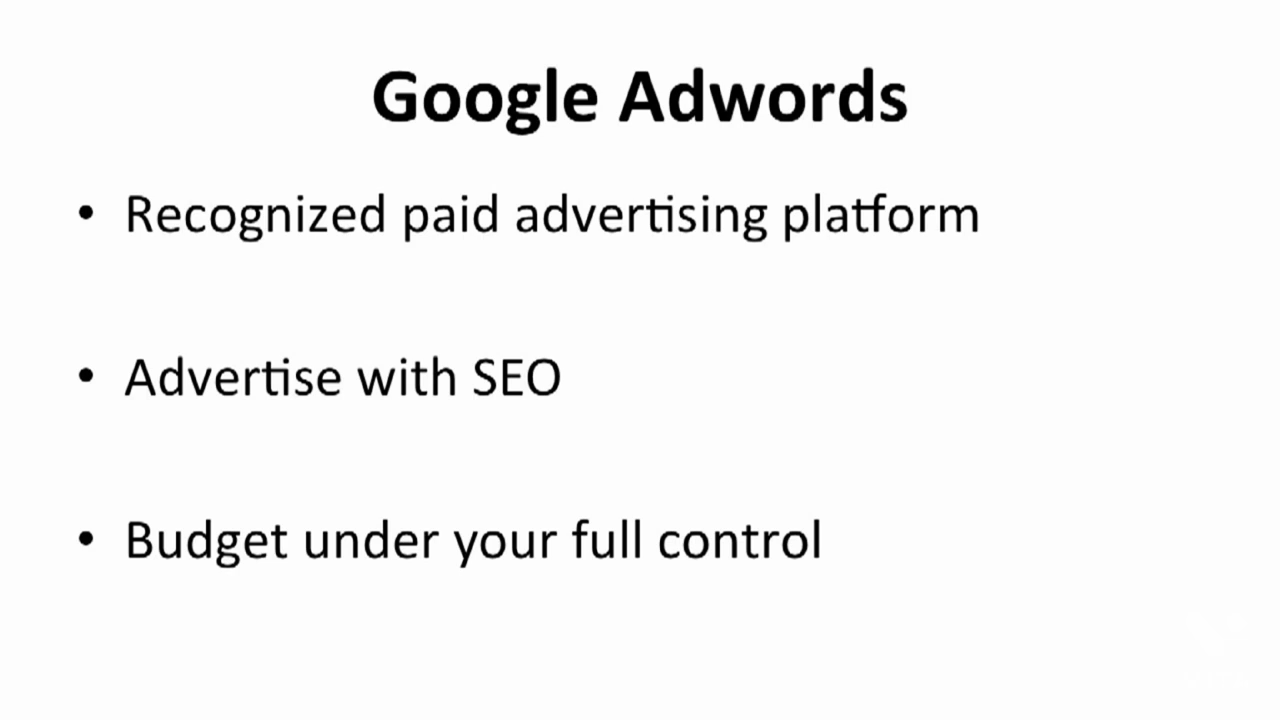 Google Adwords
• Recognized paid advertising platform
• Advertise with SEO
• Budget under your full control